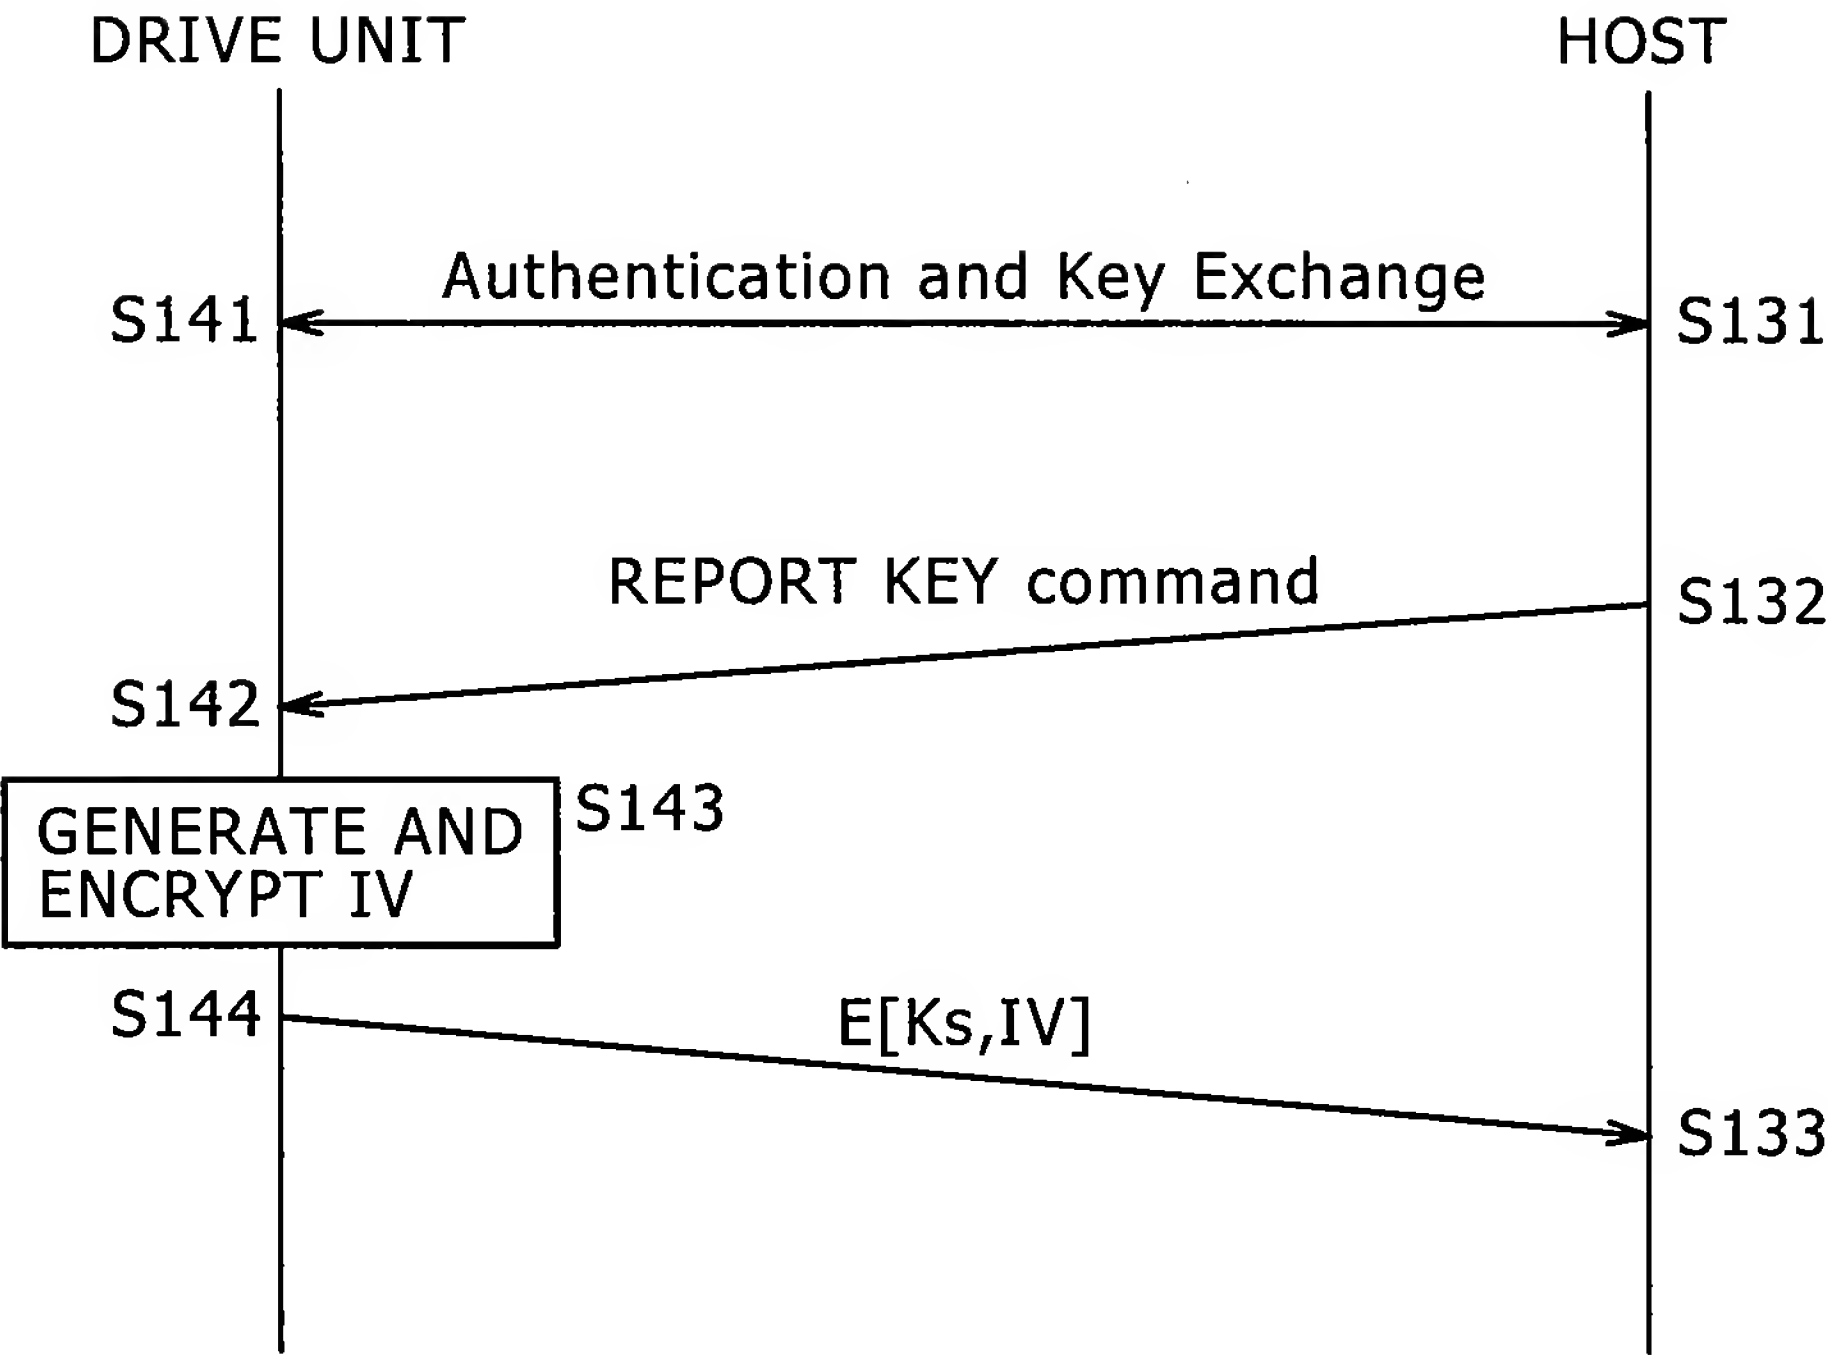 DRIVE UNIT
HOST
Authentication and Key Exchange
S141
S131
REPORT KEY command
S132
S142
S143
GENERATE AND
ENCRYPT IV
S144
E[Ks,IV]
S133